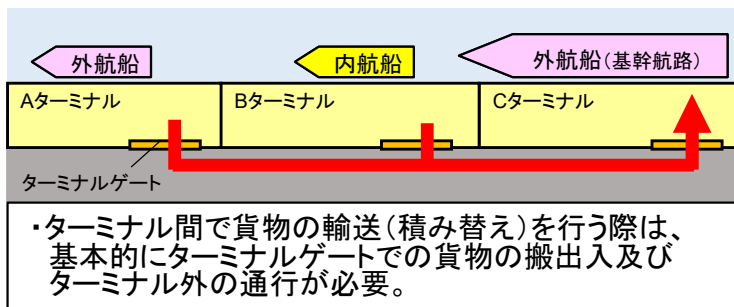 外航船
内航船
外航船(基幹航路)
Aターミナル
Bターミナル
Cターミナル
ターミナルゲート
・ターミナル間で貨物の輸送(積み替え)を行う際は、
基本的にターミナルゲートでの貨物の搬出入及び
ターミナル外の通行が必要。